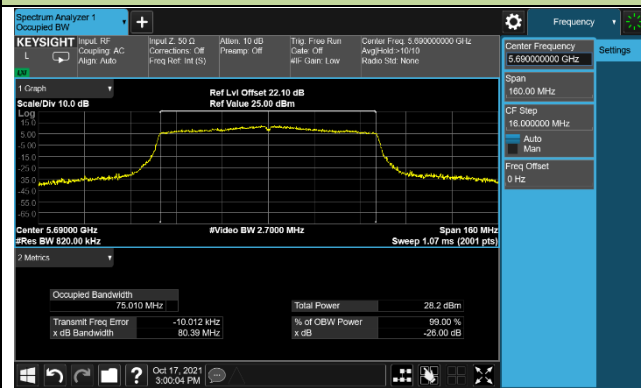 Spectrum Analyzer 1
Occupied BW
+
Frequency
KEYSIGHT
L
LXI
Input: RF
Coupling: AC
Align: Auto
Input Z: 50 Ω
Corrections: Off
Freq Ref: Int (S)
Atten: 10 dB
Preamp: Off
Trig: Free Run
Gate: Off
#IF Gain: Low
Center Freq: 5.690000000 GHz
Avg|Hold:>10/10
Radio Std: None
Center Frequency
5.690000000 GHz
Settings
Span
160.00 MHz
CF Step
16.000000 MHz
Auto
Man
Freq Offset
0 Hz
1 Graph
Scale/Div 10.0 dB
Ref Lvl Offset 22.10 dB
Ref Value 25.00 dBm
Log
15.0
5.00
-5.00
-15.0
-25.0
-35.0
-45.0
-55.0
-65.0
Center 5.69000 GHz
#Video BW 2.7000 MHz
Span 160 MHz
#Res BW 820.00 kHz
Sweep 1.07 ms (2001 pts)
2 Metrics
Occupied Bandwidth
75.010 MHz
Total Power 28.2 dBm
Transmit Freq Error -10.012 kHz
% of OBW Power 99.00 %
x dB Bandwidth 80.39 MHz
x dB -26.00 dB
?
Oct 17, 2021
3:00:04 PM